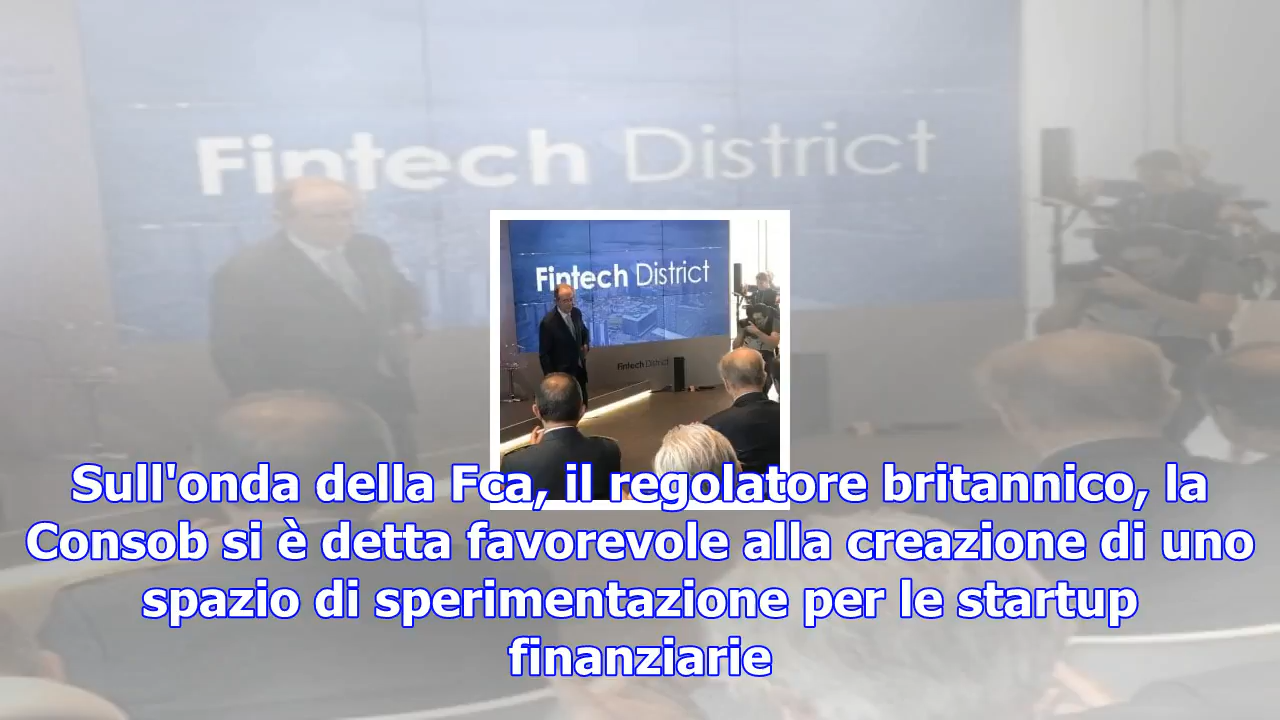 Fintech District
Fintech District
Fintech District
Sull'onda della Fca, il regolatore britannico, la
Consob si è detta favorevole alla creazione di uno
spazio di sperimentazione per le startup
finanziarie